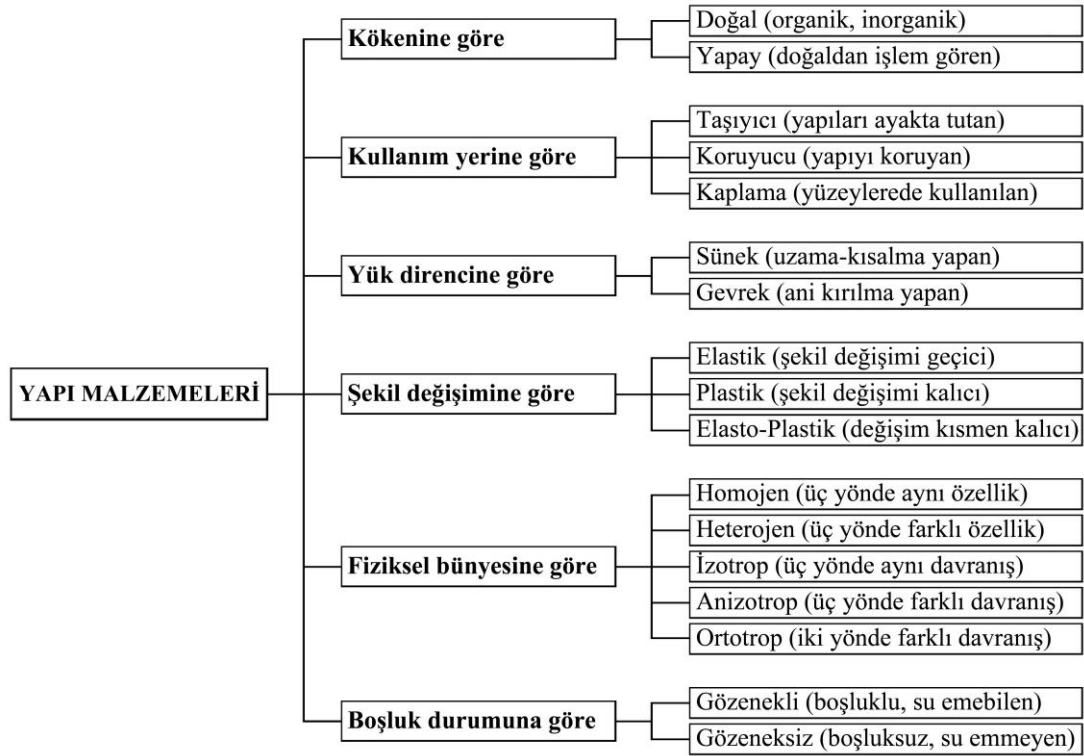 YAPI MALZEMELERİ
Kökenine göre
Doğal (organik, inorganik)
Yapay (doğaldan işlem gören)
Kullanım yerine göre
Taşıyıcı (yapıları ayakta tutan)
Koruyucu (yapıyı koruyan)
Kaplama (yüzeylerede kullanılan)
Yük direncine göre
Sünek (uzama-kısalma yapan)
Gevrek (ani kırılma yapan)
Şekil değişimine göre
Elastik (şekil değişimi geçici)
Plastik (şekil değişimi kalıcı)
Elasto-Plastik (değişim kısmen kalıcı)
Fiziksel bünyesine göre
Homojen (üç yönde aynı özellik)
Heterojen (üç yönde farklı özellik)
İzotrop (üç yönde aynı davranış)
Anizotrop (üç yönde farklı davranış)
Ortotrop (iki yönde farklı davranış)
Boşluk durumuna göre
Gözenekli (boşluklu, su emebilen)
Gözeneksiz (boşluksuz, su emmeyen)